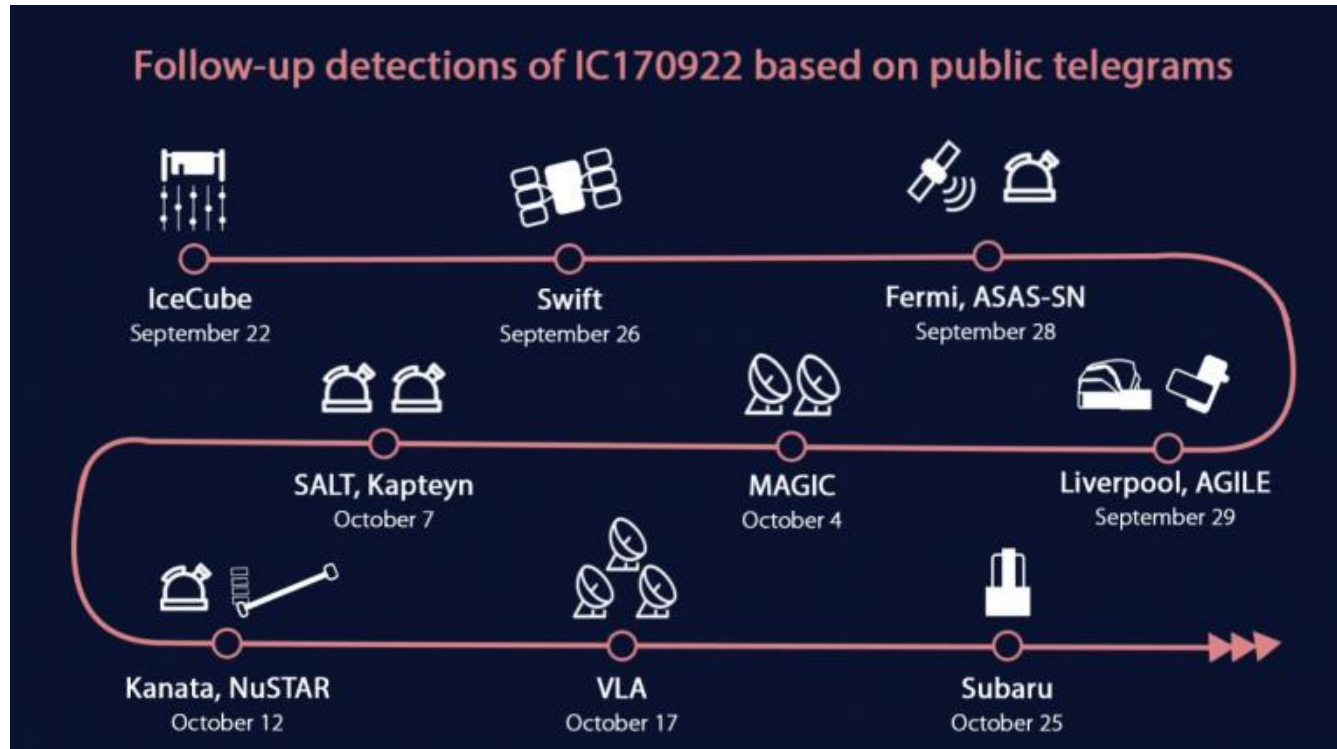 Follow-up detections of IC170922 based on public telegrams
IceCube
September 22
Swift
September 26
Fermi, ASAS-SN
September 28
Liverpool, AGILE
September 29
MAGIC
October 4
SALT, Kapteyn
October 7
Kanata, NuSTAR
October 12
VLA
October 17
Subaru
October 25